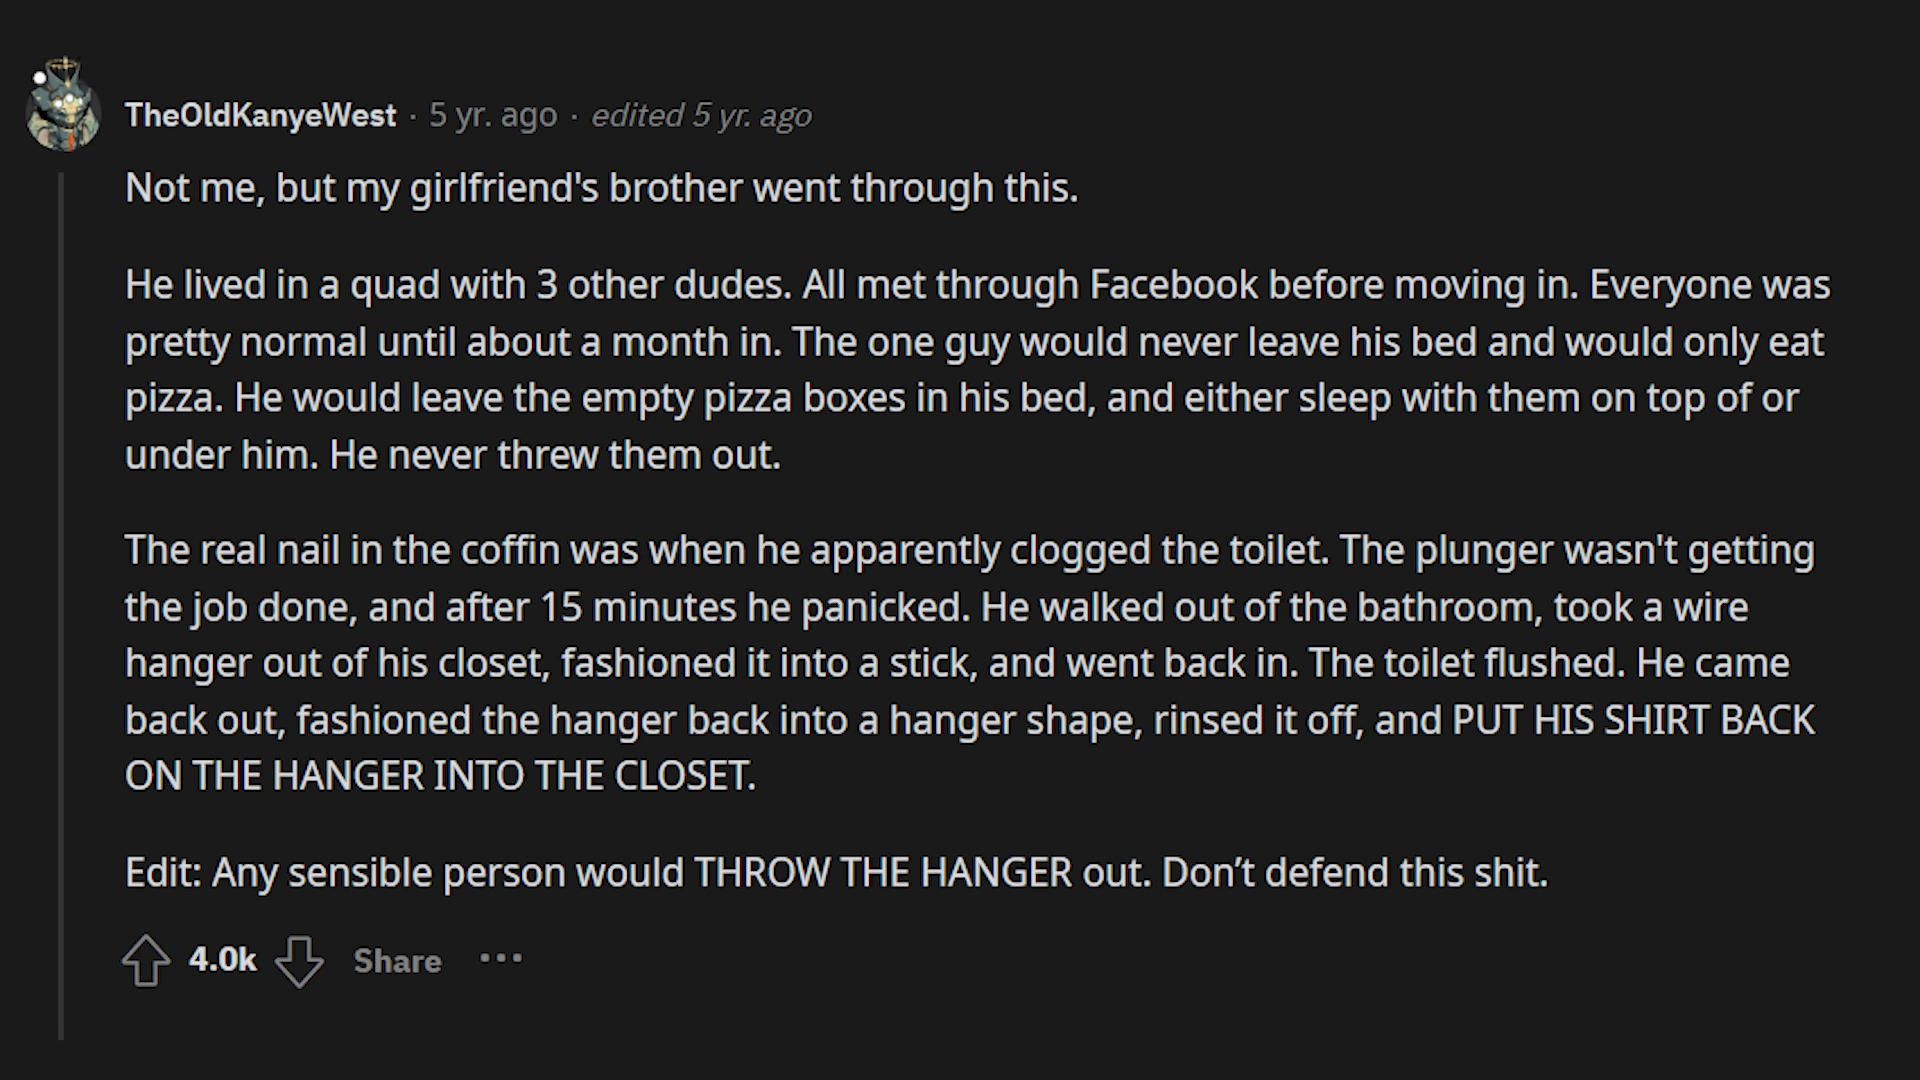 TheOldKanyeWest · 5 yr. ago · edited 5 yr. ago
Not me, but my girlfriend's brother went through this.
He lived in a quad with 3 other dudes. All met through Facebook before moving in. Everyone was
pretty normal until about a month in. The one guy would never leave his bed and would only eat
pizza. He would leave the empty pizza boxes in his bed, and either sleep with them on top of or
under him. He never threw them out.
The real nail in the coffin was when he apparently clogged the toilet. The plunger wasn't getting
the job done, and after 15 minutes he panicked. He walked out of the bathroom, took a wire
hanger out of his closet, fashioned it into a stick, and went back in. The toilet flushed. He came
back out, fashioned the hanger back into a hanger shape, rinsed it off, and PUT HIS SHIRT BACK
ON THE HANGER INTO THE CLOSET.
Edit: Any sensible person would THROW THE HANGER out. Don’t defend this shit.
4.0k Share ···